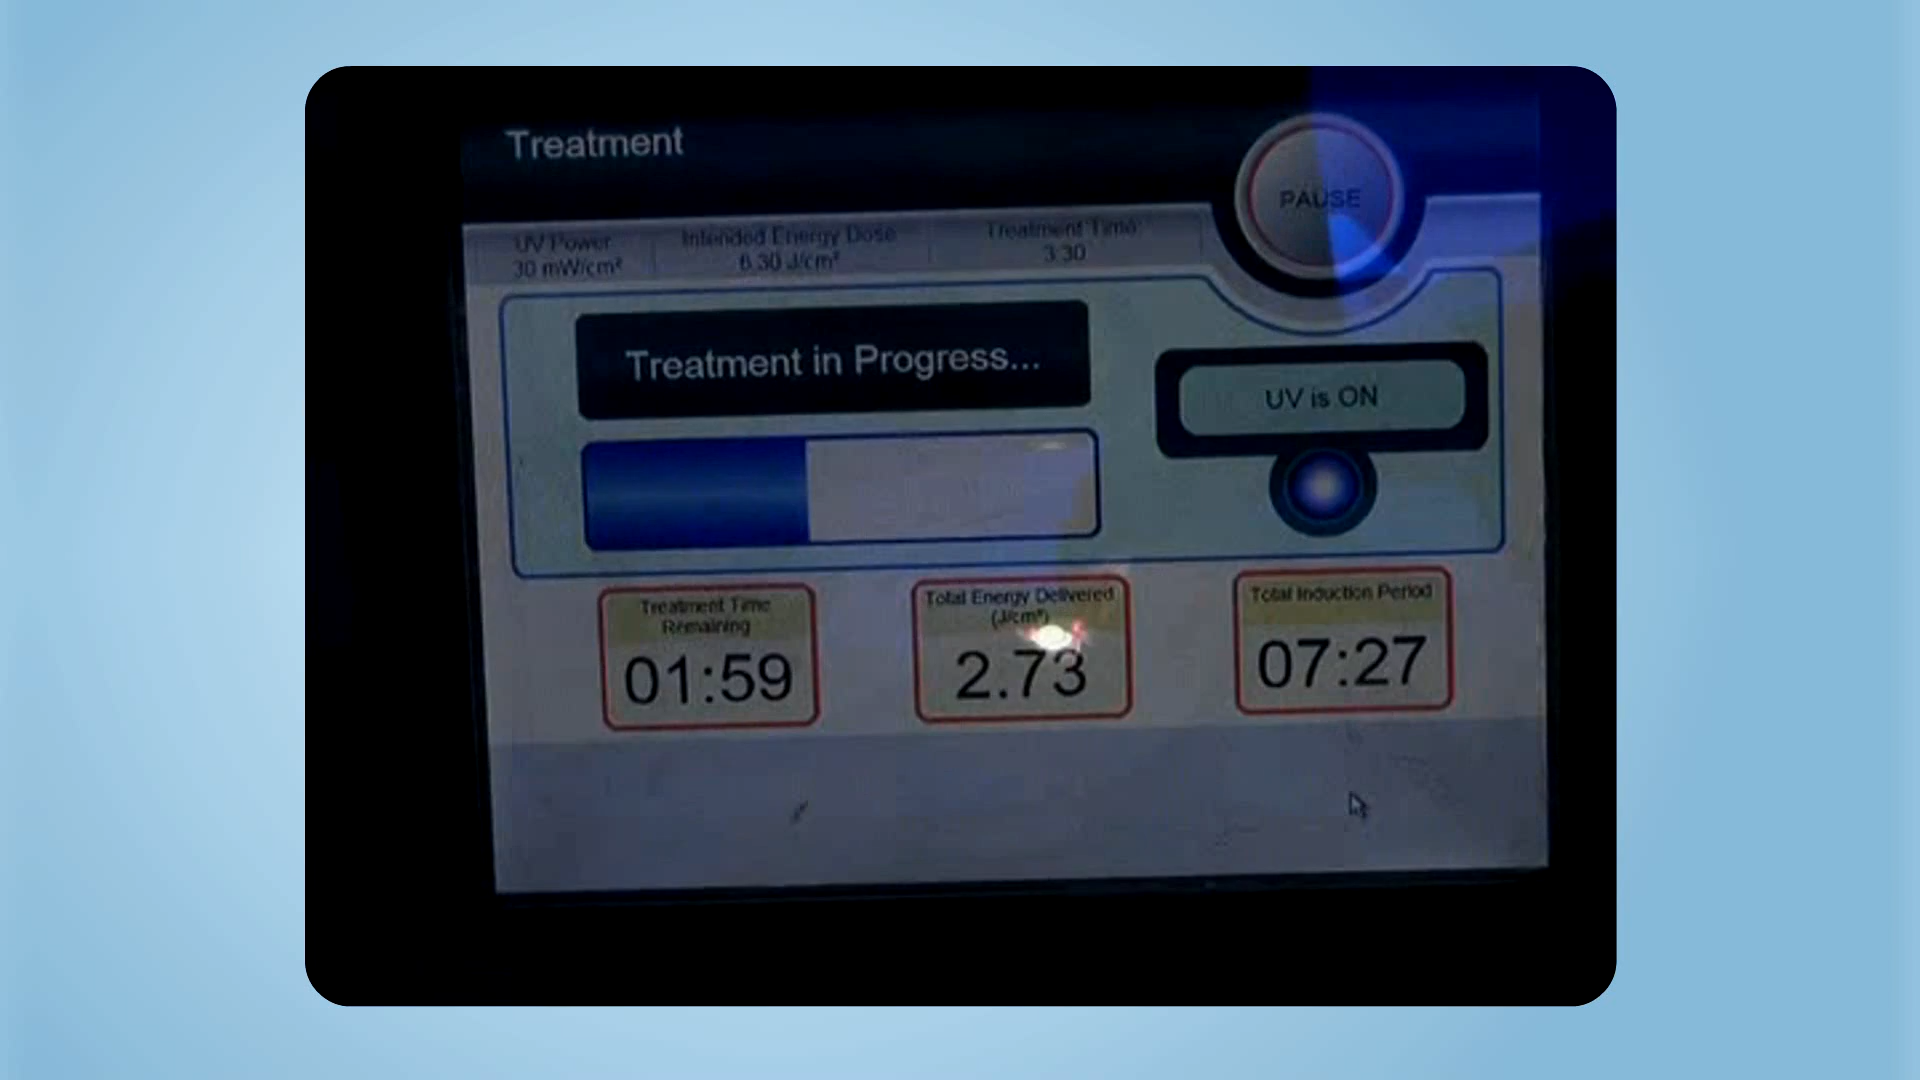 Treatment
PAUSE
UV Power
30 mW/cm²
Intended Energy Dose
6.30 J/cm²
Treatment Time:
3:30
Treatment in Progress...
UV is ON
Treatment Time
Remaining
01:59
Total Energy Delivered
(J/cm²)
2.73
Total Induction Period
07:27